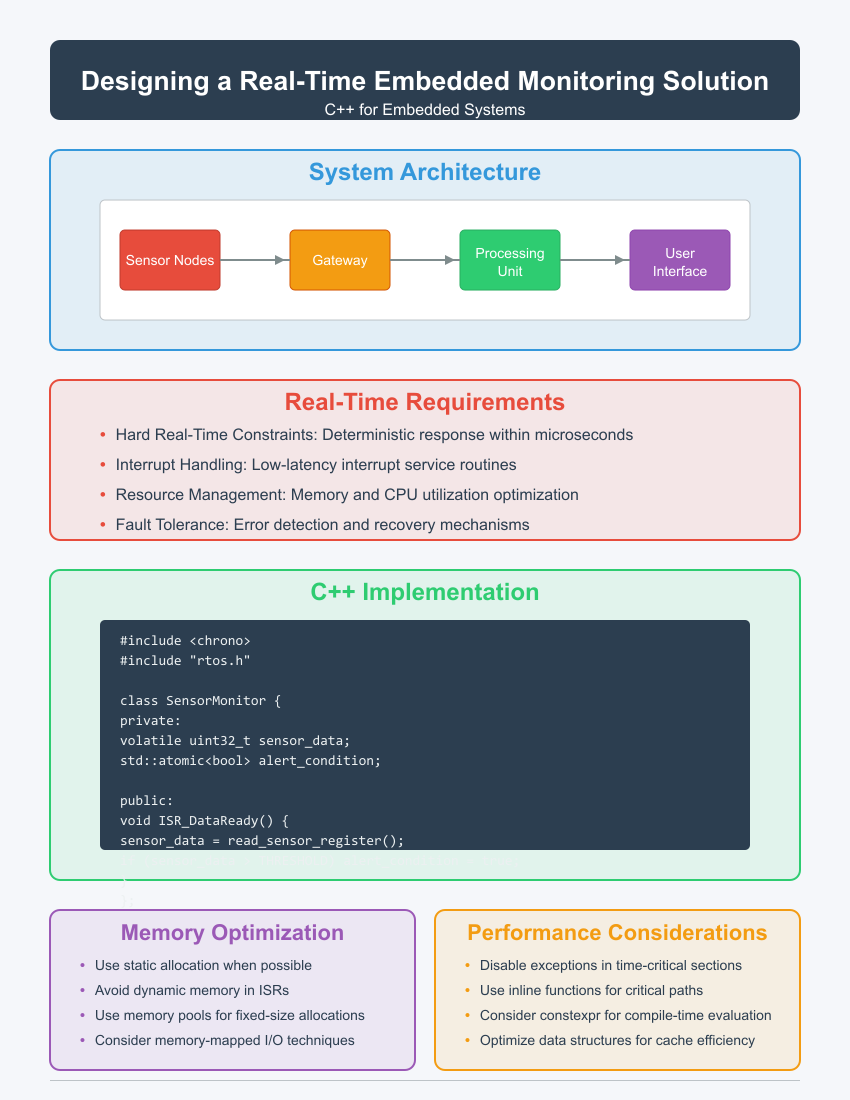 Designing a Real-Time Embedded Monitoring Solution
C++ for Embedded Systems
System Architecture
Sensor Nodes
Gateway
Processing
Unit
User
Interface
Real-Time Requirements
• Hard Real-Time Constraints: Deterministic response within microseconds
• Interrupt Handling: Low-latency interrupt service routines
• Resource Management: Memory and CPU utilization optimization
• Fault Tolerance: Error detection and recovery mechanisms
C++ Implementation
#include <chrono>
#include "rtos.h"
class SensorMonitor {
private:
volatile uint32_t sensor_data;
std::atomic<bool> alert_condition;
public:
void ISR_DataReady() {
sensor_data = read_sensor_register();
}
};
Memory Optimization
• Use static allocation when possible
• Avoid dynamic memory in ISRs
• Use memory pools for fixed-size allocations
• Consider memory-mapped I/O techniques
Performance Considerations
• Disable exceptions in time-critical sections
• Use inline functions for critical paths
• Consider constexpr for compile-time evaluation
• Optimize data structures for cache efficiency